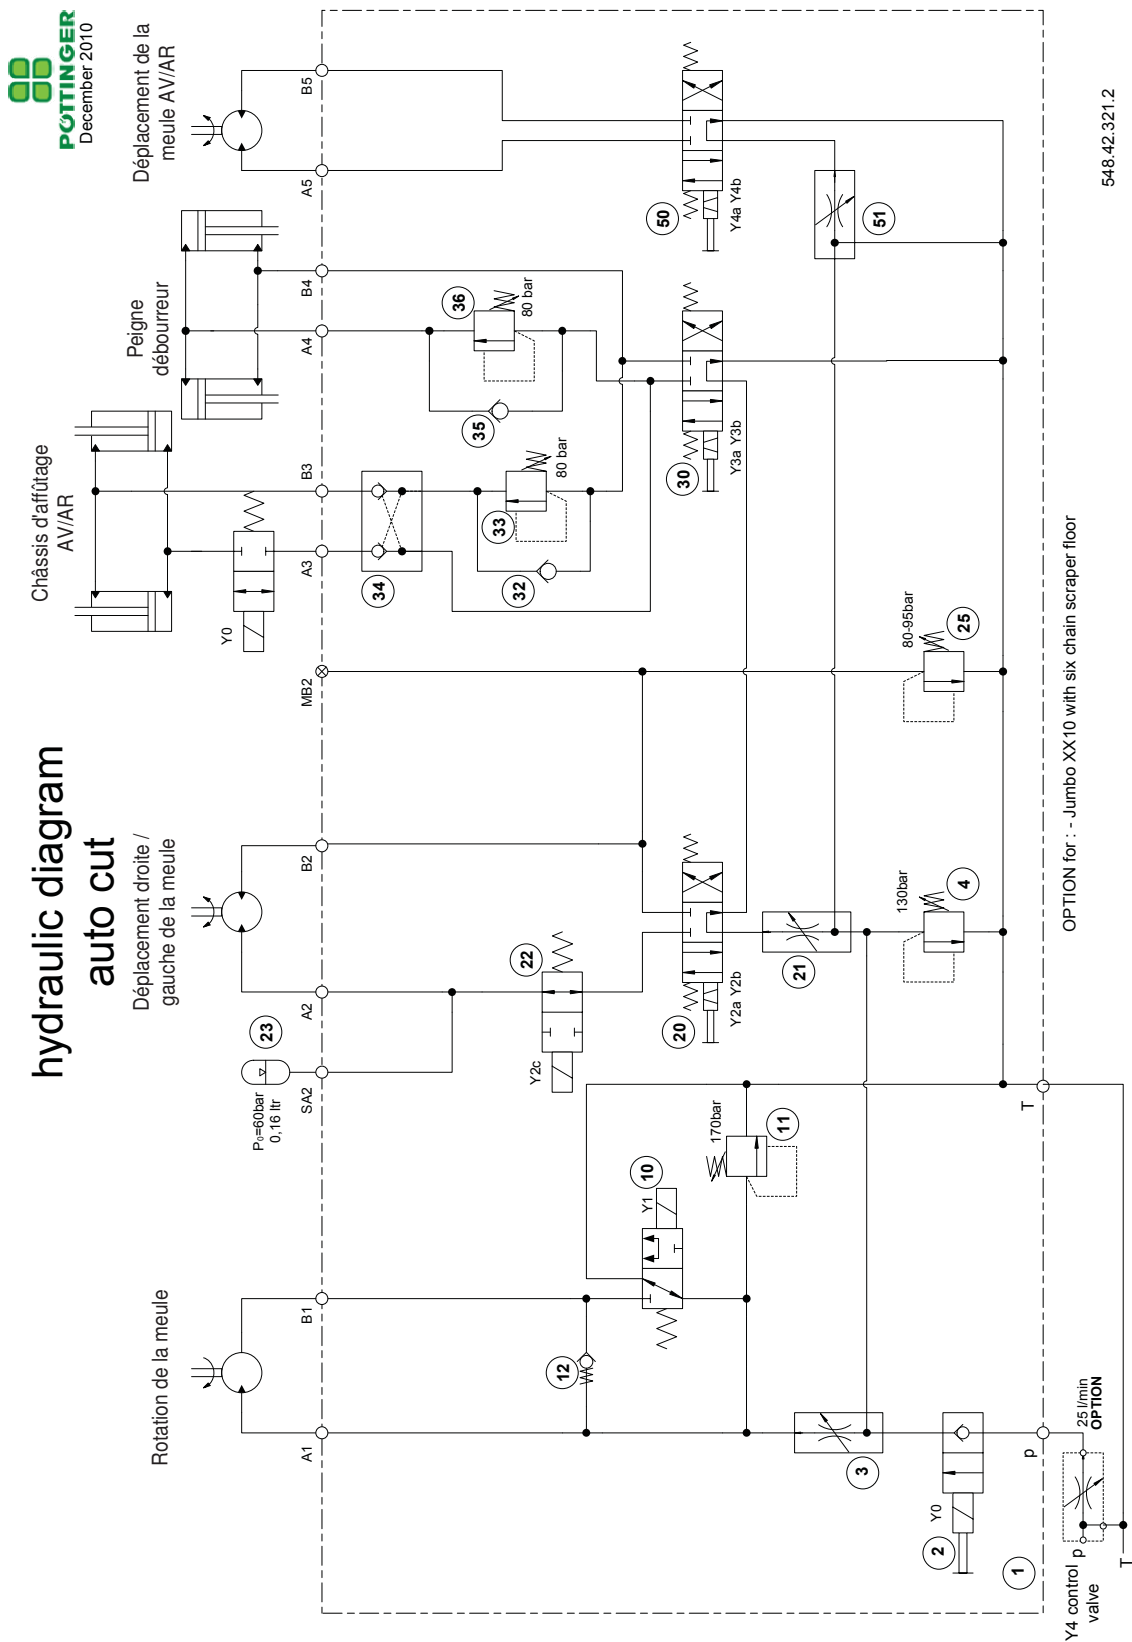 PÖTTINGER
December 2010
hydraulic diagram
auto cut
Rotation de la meule
Déplacement droite /
gauche de la meule
Châssis d'affûtage
AV/AR
Peigne
débourreur
Déplacement de la
meule AV/AR
P₀=60bar
0,16 ltr
23
A1
B1
SA2
A2
B2
MB2
A3
B3
A4
B4
A5
B5
Y0
12
10
Y1
170bar
11
Y2c
22
20
Y2a Y2b
21
130bar
4
80-95bar
25
34
32
33
80 bar
35
36
80 bar
30
Y3a Y3b
50
Y4a Y4b
51
3
2
Y0
1
p
T
25 l/min
OPTION
Y4 control
valve
p
T
OPTION for : - Jumbo XX10 with six chain scraper floor
548.42.321.2